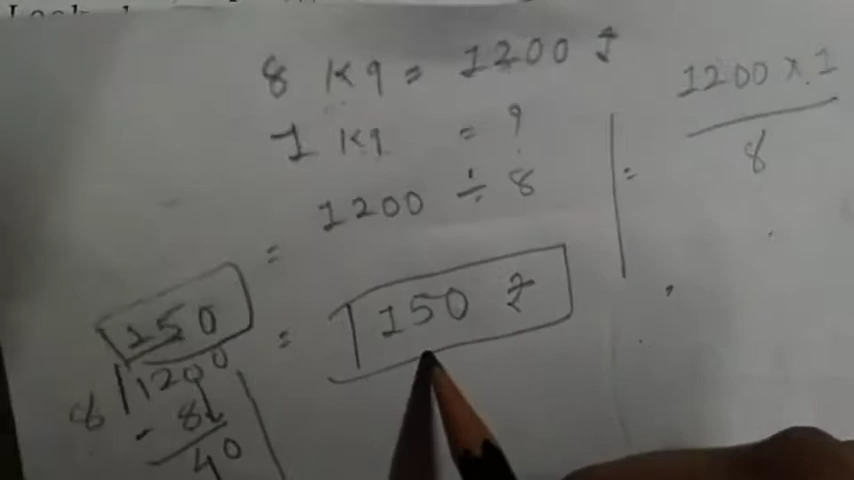 8 Kg = 1200 ₹
1 Kg = ?
= 1200 ÷ 8
= 150 ₹
= 1200 x 1
8
150
8 1200
- 8
40